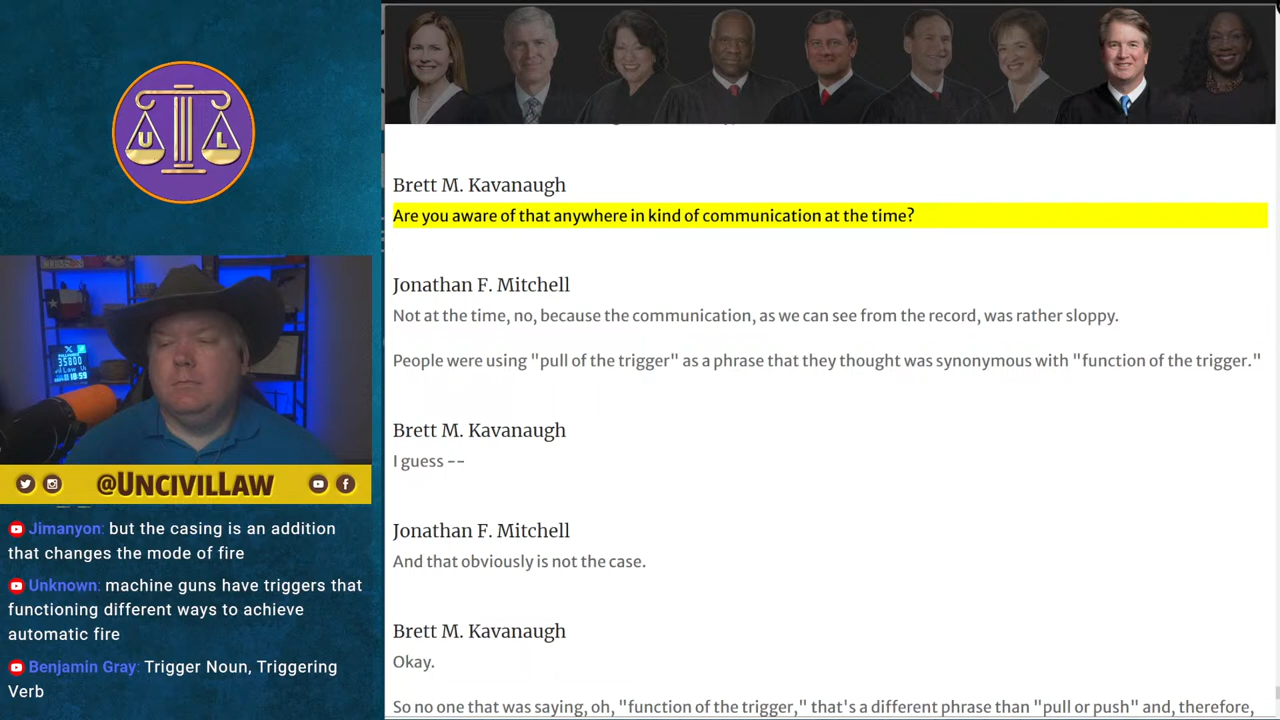 U L
35800
18:59
@UNCIVILLAW
Jimanyon: but the casing is an addition
that changes the mode of fire
Unknown: machine guns have triggers that
functioning different ways to achieve
automatic fire
Benjamin Gray: Trigger Noun, Triggering
Verb
Brett M. Kavanaugh
Are you aware of that anywhere in kind of communication at the time?
Jonathan F. Mitchell
Not at the time, no, because the communication, as we can see from the record, was rather sloppy.
People were using "pull of the trigger" as a phrase that they thought was synonymous with "function of the trigger."
Brett M. Kavanaugh
I guess --
Jonathan F. Mitchell
And that obviously is not the case.
Brett M. Kavanaugh
Okay.
So no one that was saying, oh, "function of the trigger," that's a different phrase than "pull or push" and, therefore,